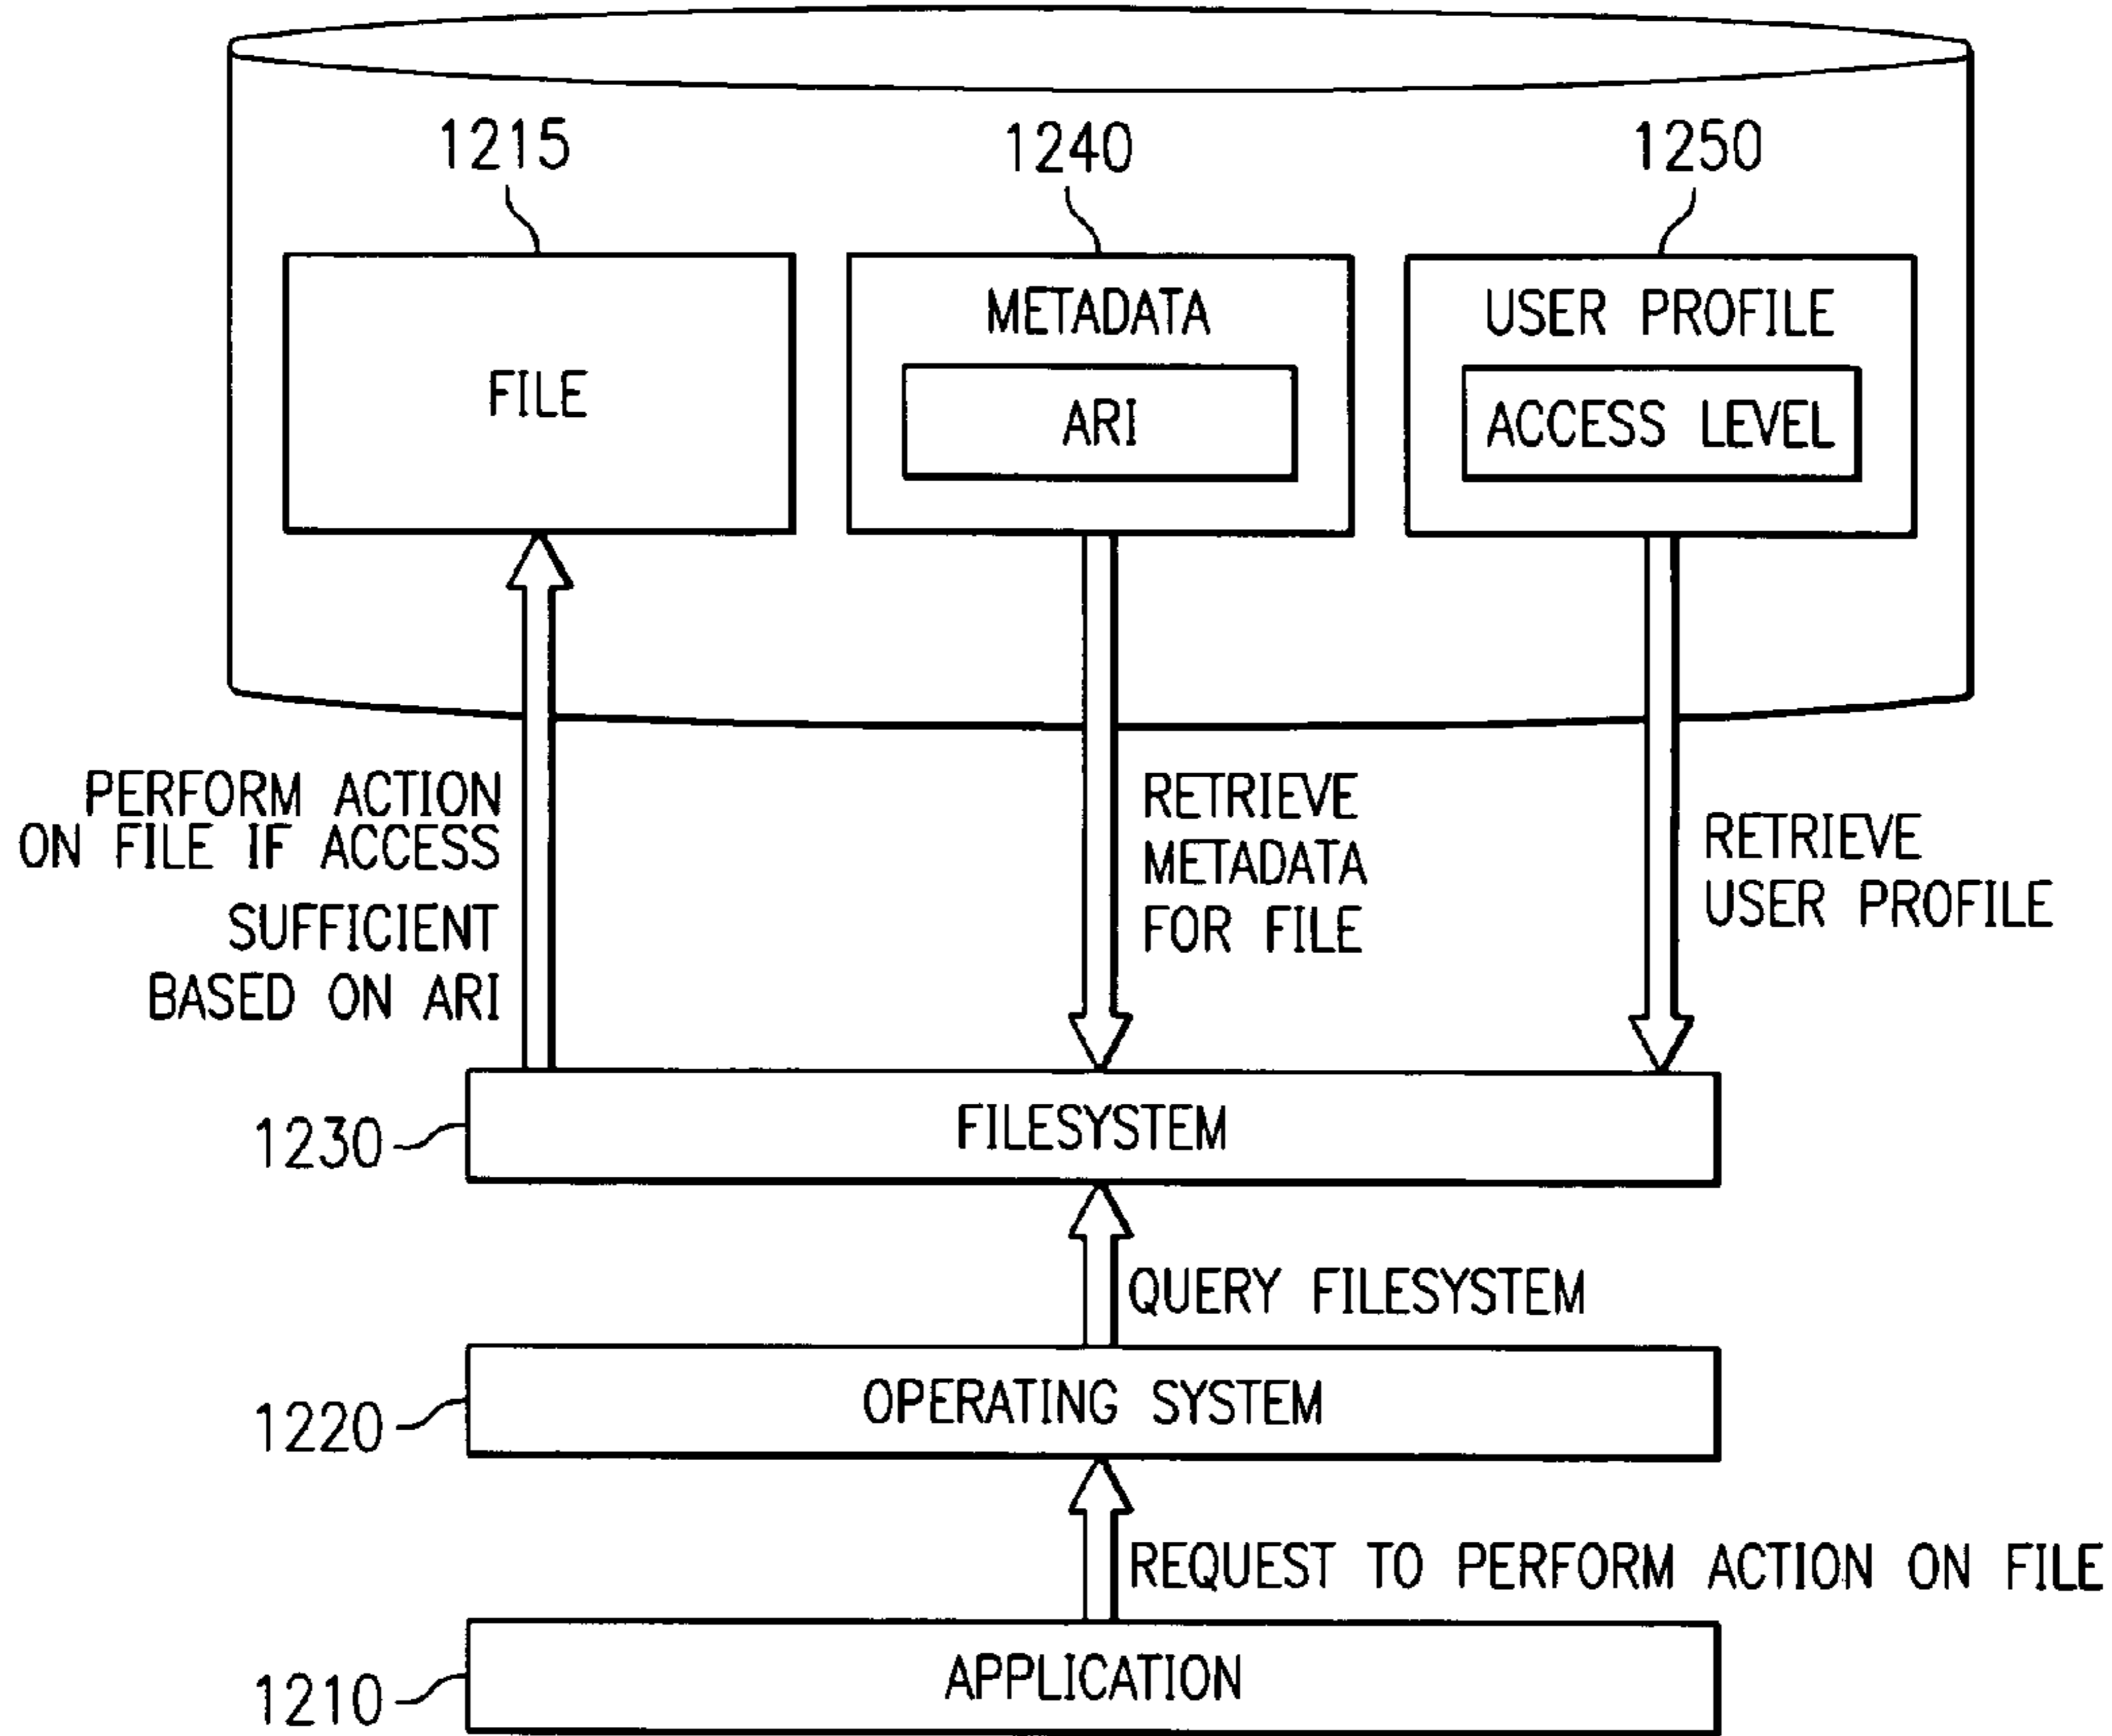 1215
1240
1250
FILE
METADATA
ARI
USER PROFILE
ACCESS LEVEL
PERFORM ACTION
ON FILE IF ACCESS
SUFFICIENT
BASED ON ARI
RETRIEVE
METADATA
FOR FILE
RETRIEVE
USER PROFILE
1230
FILESYSTEM
QUERY FILESYSTEM
1220
OPERATING SYSTEM
REQUEST TO PERFORM ACTION ON FILE
1210
APPLICATION